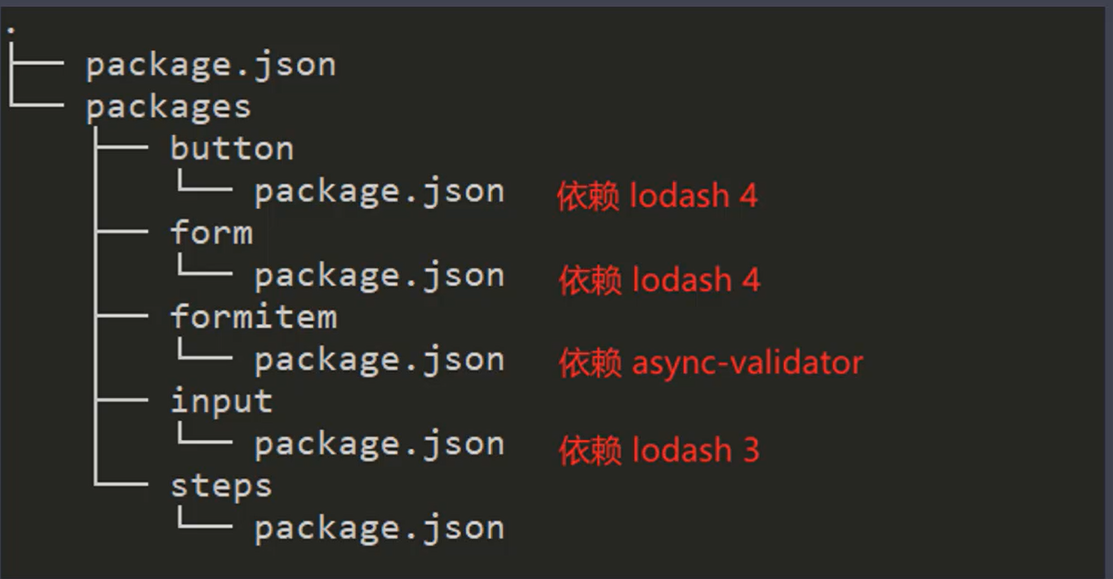 .
├── package.json
└── packages
    ├── button
    │   └── package.json 依赖 lodash 4
    ├── form
    │   └── package.json 依赖 lodash 4
    ├── formitem
    │   └── package.json 依赖 async-validator
    ├── input
    │   └── package.json 依赖 lodash 3
    └── steps
        └── package.json